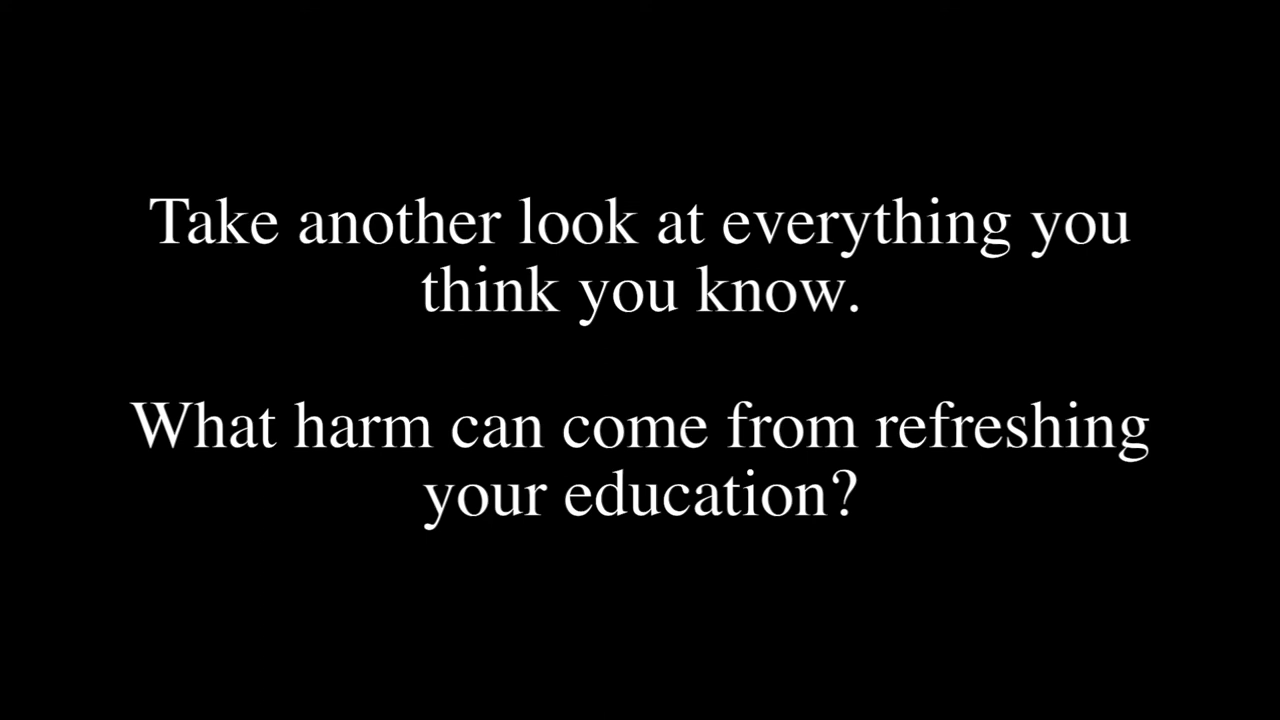 Take another look at everything you
think you know.
What harm can come from refreshing
your education?